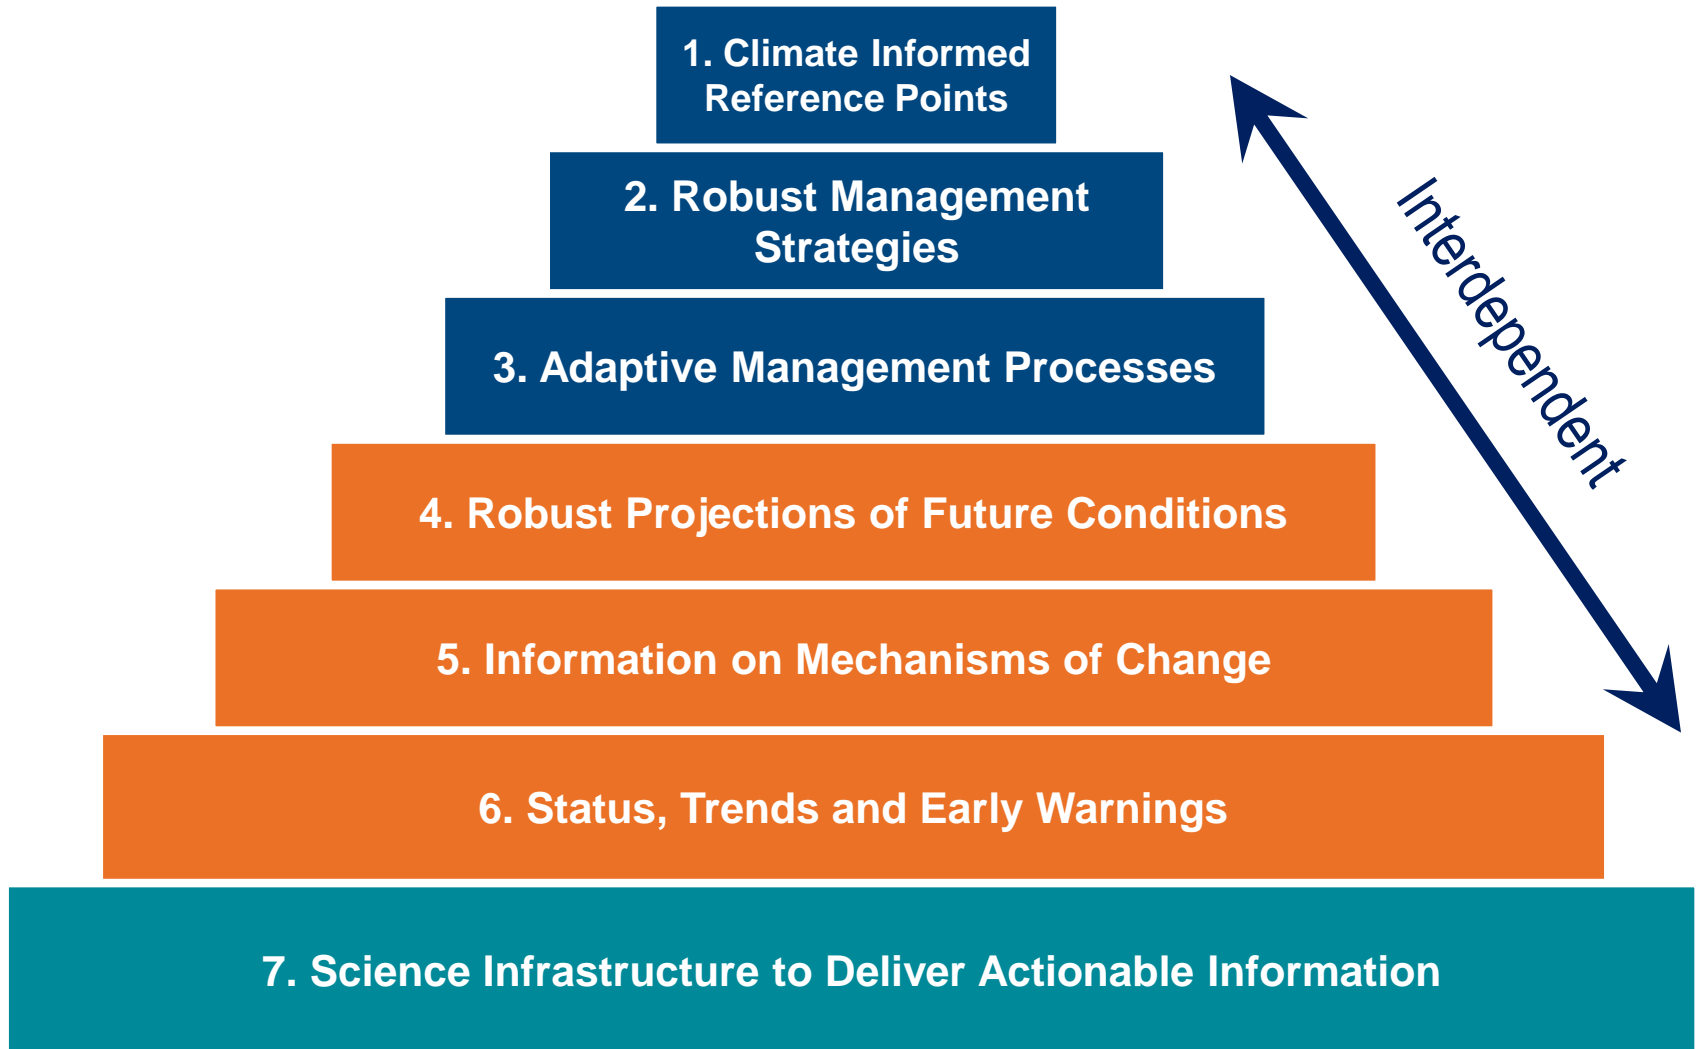 1. Climate Informed
Reference Points
2. Robust Management
Strategies
3. Adaptive Management Processes
4. Robust Projections of Future Conditions
5. Information on Mechanisms of Change
6. Status, Trends and Early Warnings
7. Science Infrastructure to Deliver Actionable Information
Interdependent